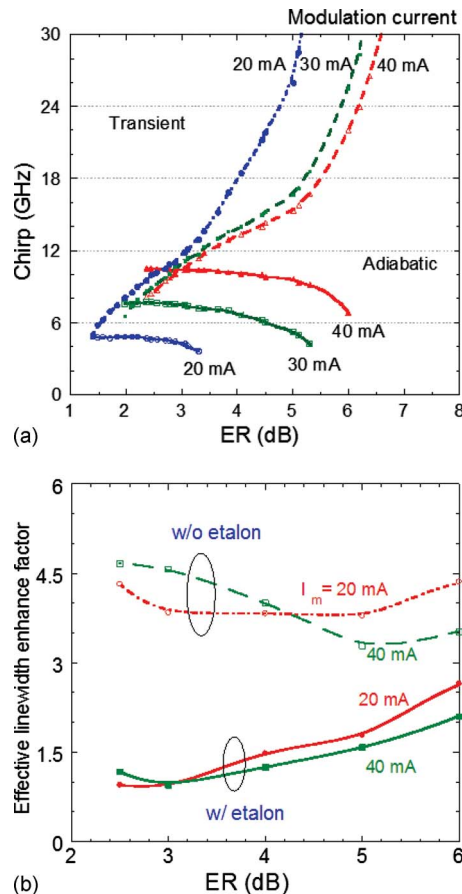 Modulation current
30
24
18
12
6
0
Chirp (GHz)
20 mA
30 mA
40 mA
Transient
Adiabatic
40 mA
30 mA
20 mA
1 2 3 4 5 6 7 8
(a) ER (dB)
6
4.5
3
1.5
0
Effective linewidth enhance factor
w/o etalon
I m = 20 mA
40 mA
20 mA
40 mA
w/ etalon
2 3 4 5 6
(b) ER (dB)